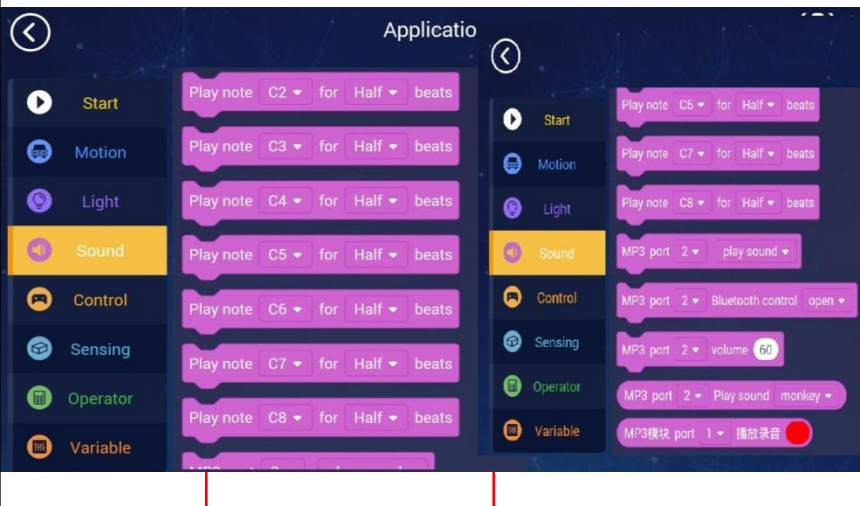 Applicatio
Start
Motion
Light
Sound
Control
Sensing
Operator
Variable
Play note C2 for Half beats
Play note C3 for Half beats
Play note C4 for Half beats
Play note C5 for Half beats
Play note C6 for Half beats
Play note C7 for Half beats
Play note C8 for Half beats
Start
Motion
Light
Sound
Control
Sensing
Operator
Variable
Play note C6 for Half beats
Play note C7 for Half beats
Play note C8 for Half beats
MP3 port 2 play sound
MP3 port 2 Bluetooth control open
MP3 port 2 volume 60
MP3 port 2 Play sound monkey
MP3模块 port 1 播放录音